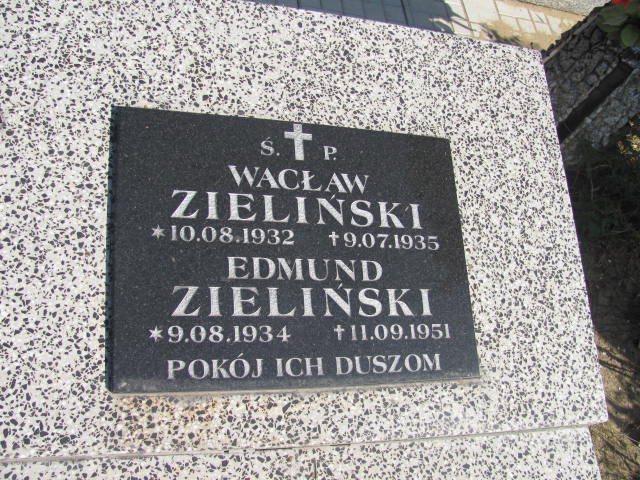 Ś. P.
WACŁAW
ZIELIŃSKI
*10.08.1932 †9.07.1935
EDMUND
ZIELIŃSKI
*9.08.1934 †11.09.1951
POKÓJ ICH DUSZOM